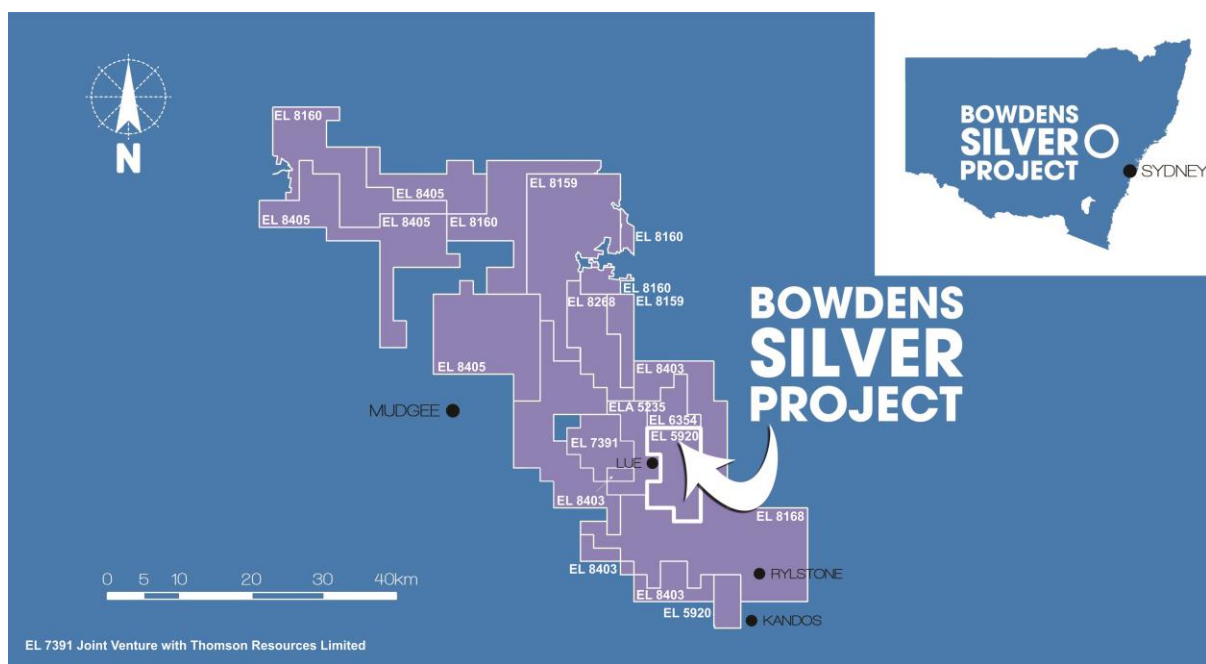 N
EL 8160
EL 8405
EL 8405
EL 8405
EL 8160
EL 8159
EL 8160
EL 8160
EL 8268
EL 8159
EL 8405
EL 8403
MUDGEE
ELA 5235
EL 6354
EL 7391
EL 5920
LUE
EL 8403
EL 8168
EL 8403
RYLSTONE
EL 8403
EL 5920
KANDOS
BOWDENS
SILVER
PROJECT
BOWDENS
SILVER
PROJECT
SYDNEY
0 5 10 20 30 40km
EL 7391 Joint Venture with Thomson Resources Limited